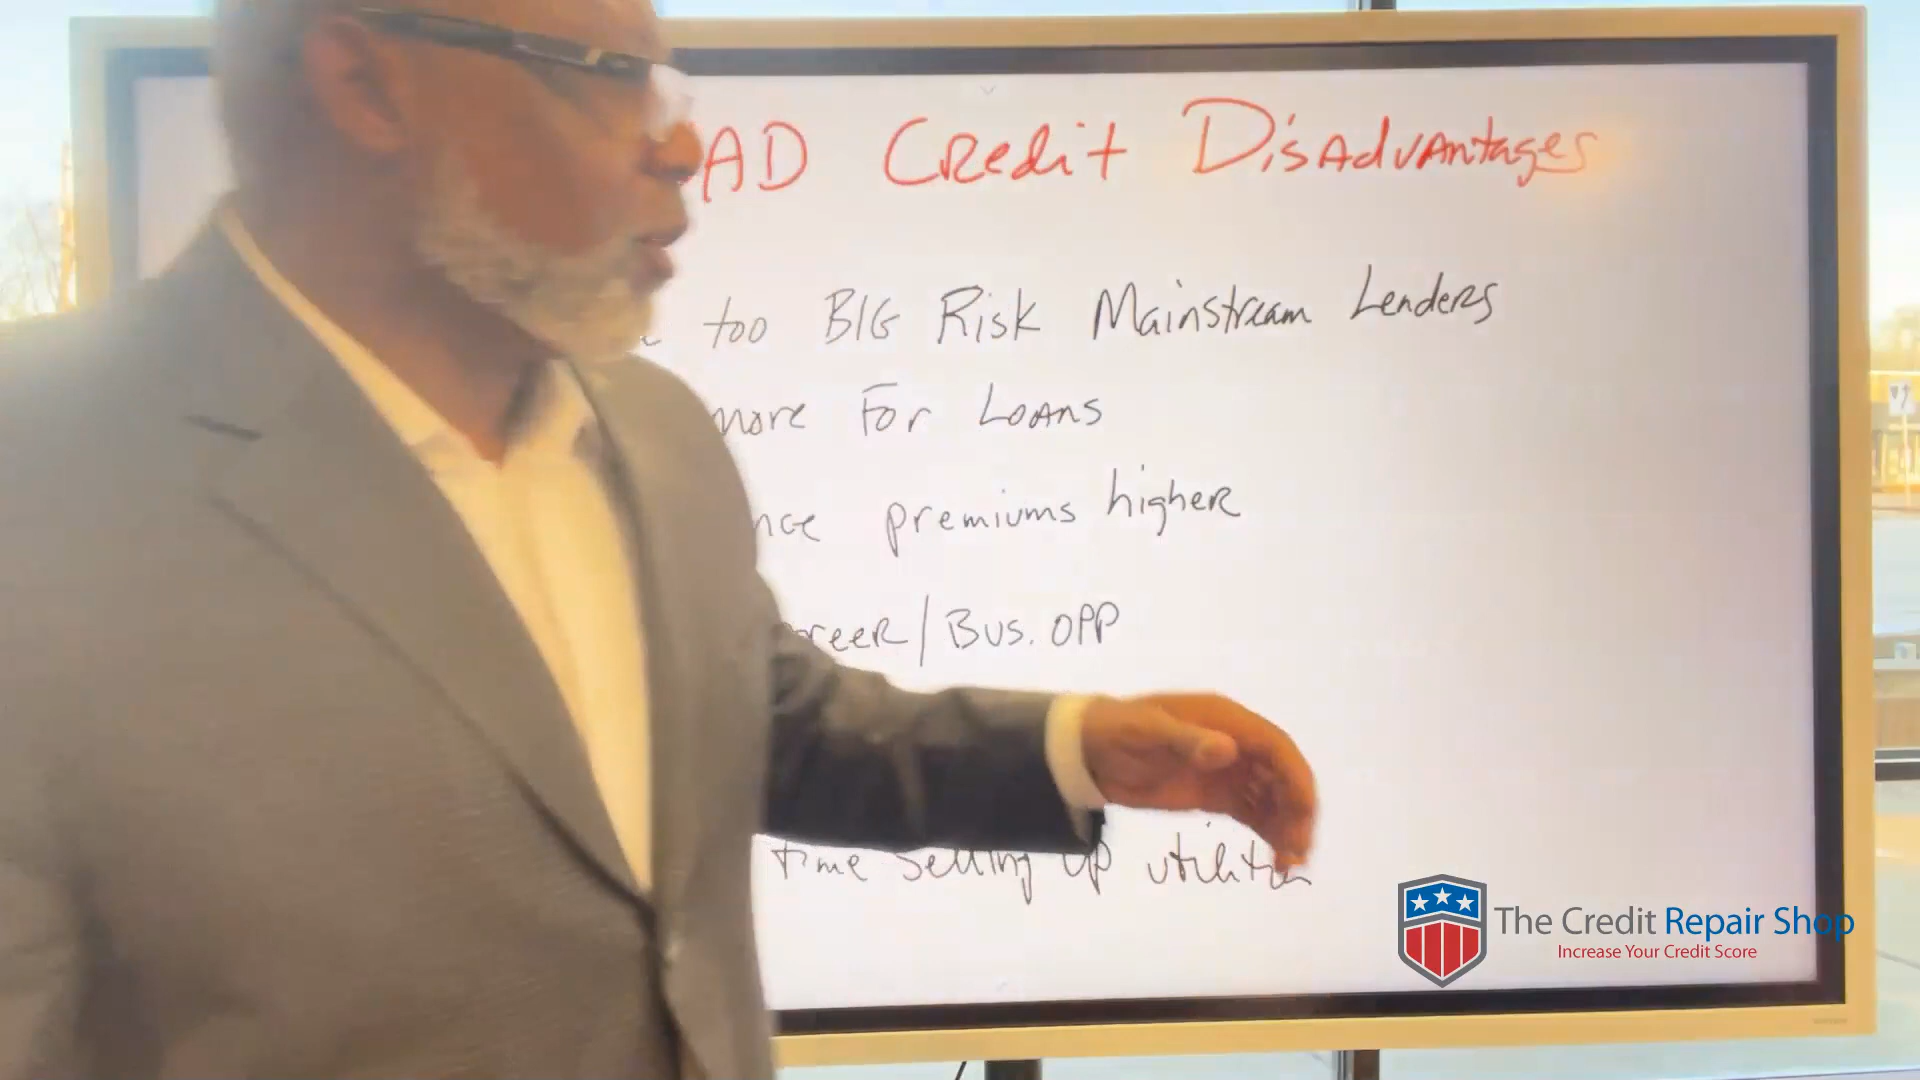 AD Credit Disadvantages
too BIG Risk Mainstream Lenders
more For Loans
nce premiums higher
reer/Bus. OPP
time setting up utilities
The Credit Repair Shop
Increase Your Credit Score